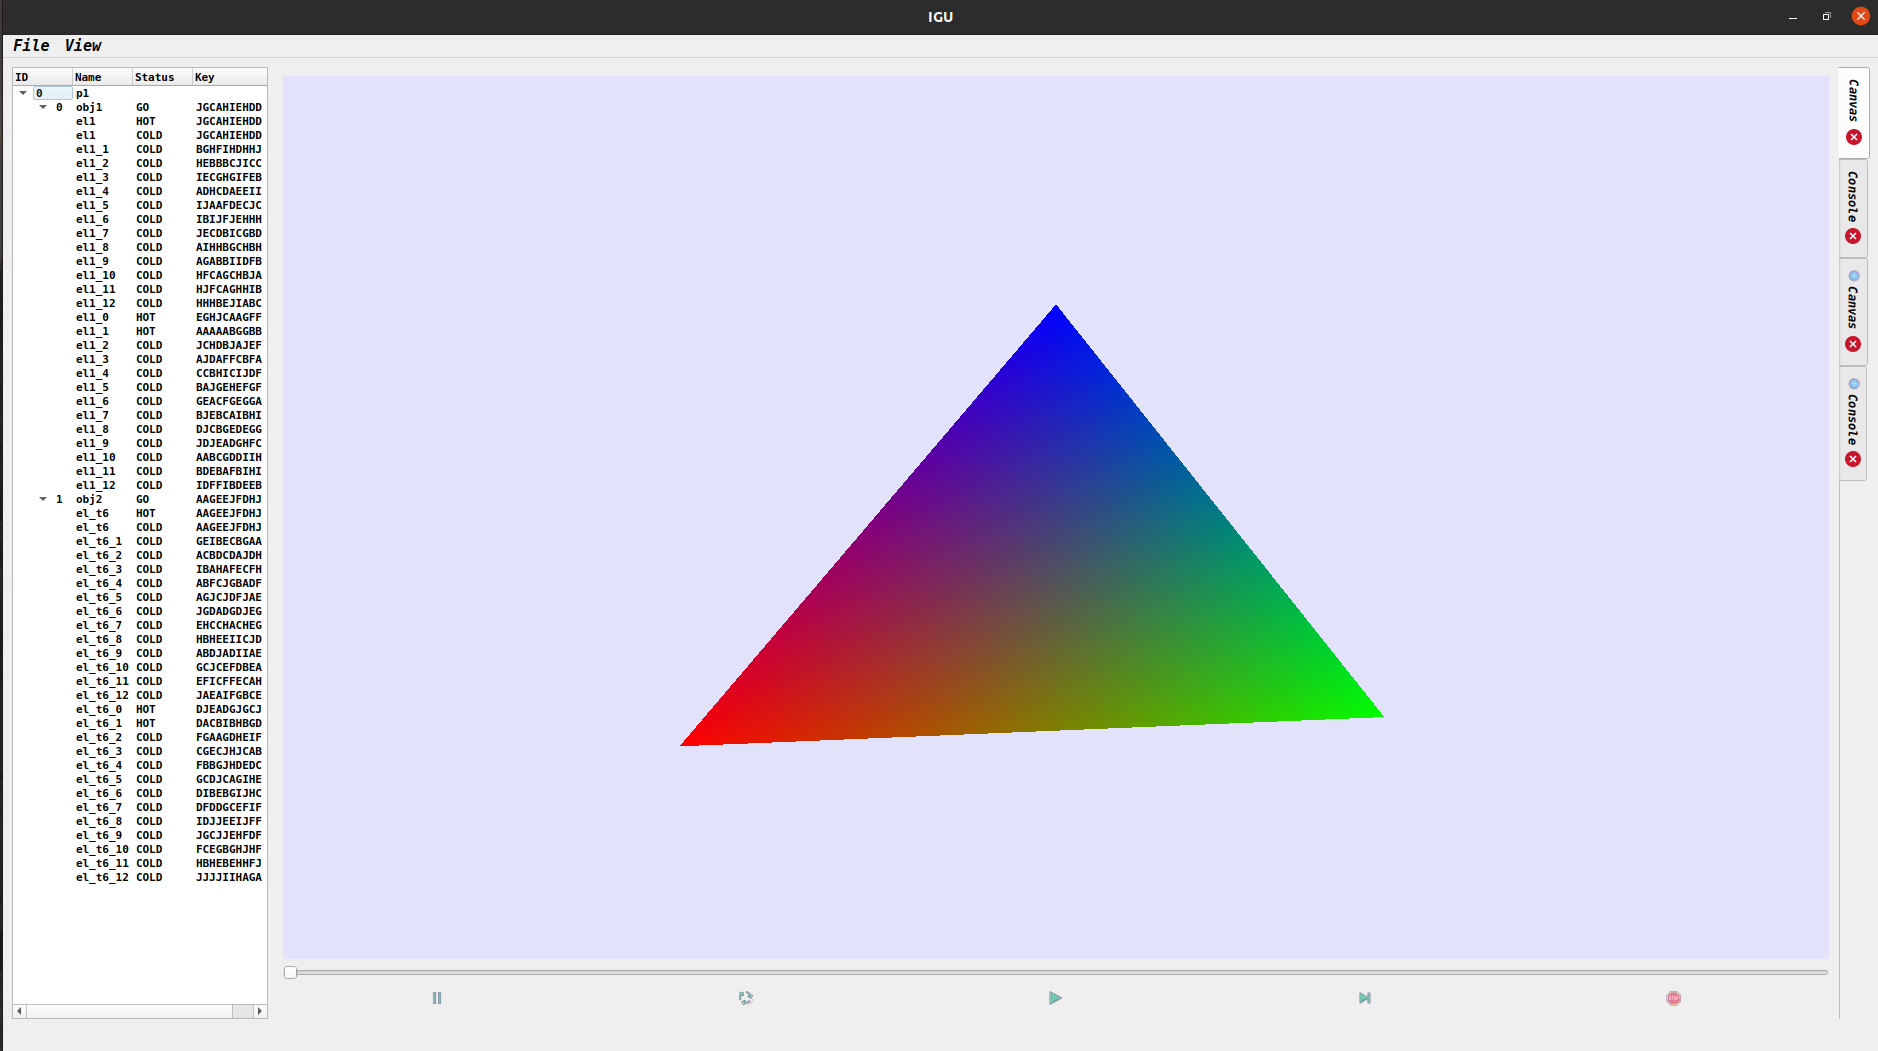 IGU
File View
ID Name Status Key
0 p1
0 obj1 GO JGCAHIEHDD
el1 HOT JGCAHIEHDD
el1 COLD JGCAHIEHDD
el1_1 COLD BGHFIHDHHJ
el1_2 COLD HEBBBCJICC
el1_3 COLD IECGHGIFEB
el1_4 COLD ADHCDAEEII
el1_5 COLD IJAAFDECJC
el1_6 COLD IBIJFJEHHH
el1_7 COLD JECDBICGBD
el1_8 COLD AIHHBGCHBH
el1_9 COLD AGABBIIDFB
el1_10 COLD HFCAGCHBJA
el1_11 COLD HJFCAGHHIB
el1_12 COLD HHHBEJIABC
el1_0 HOT EGHJCAAGFF
el1_1 HOT AAAAABGGBB
el1_2 COLD JCHDBJAJEF
el1_3 COLD AJDAFFCBFA
el1_4 COLD CCBHICIJDF
el1_5 COLD BAJGEHEFGF
el1_6 COLD GEACFGEGGA
el1_7 COLD BJEBCAIBHI
el1_8 COLD DJCBGEDEGG
el1_9 COLD JDJEADGHFC
el1_10 COLD AABCGDDIIH
el1_11 COLD BDEBAFBIHI
el1_12 COLD IDFFIBDEEB
1 obj2 GO AAGEEJFDHJ
el_t6 HOT AAGEEJFDHJ
el_t6 COLD AAGEEJFDHJ
el_t6_1 COLD GEIBECBGAA
el_t6_2 COLD ACBDCDAJDH
el_t6_3 COLD IBAHAFECFH
el_t6_4 COLD ABFCJGBADF
el_t6_5 COLD AGJCJDFJAE
el_t6_6 COLD JGDADGDJEG
el_t6_7 COLD EHCCHACHEG
el_t6_8 COLD HBHEEIICJD
el_t6_9 COLD ABDJADIIAE
el_t6_10 COLD GCJCEFDBEA
el_t6_11 COLD EFICFFECAH
el_t6_12 COLD JAEAIFGBCE
el_t6_0 HOT DJEADGJGCJ
el_t6_1 HOT DACBIBHBGD
el_t6_2 COLD FGAAGDHEIF
el_t6_3 COLD CGECJHJCAB
el_t6_4 COLD FBBGJHDEDC
el_t6_5 COLD GCDJCAGIHE
el_t6_6 COLD DIBEBGIJHC
el_t6_7 COLD DFDDGCEFIF
el_t6_8 COLD IDJJEEIJFF
el_t6_9 COLD JGCJJEHFDF
el_t6_10 COLD FCEGBGHJHF
el_t6_11 COLD HBHEBEHHFJ
el_t6_12 COLD JJJJIIHAGA
Canvas
Console
Canvas
Console
STOP